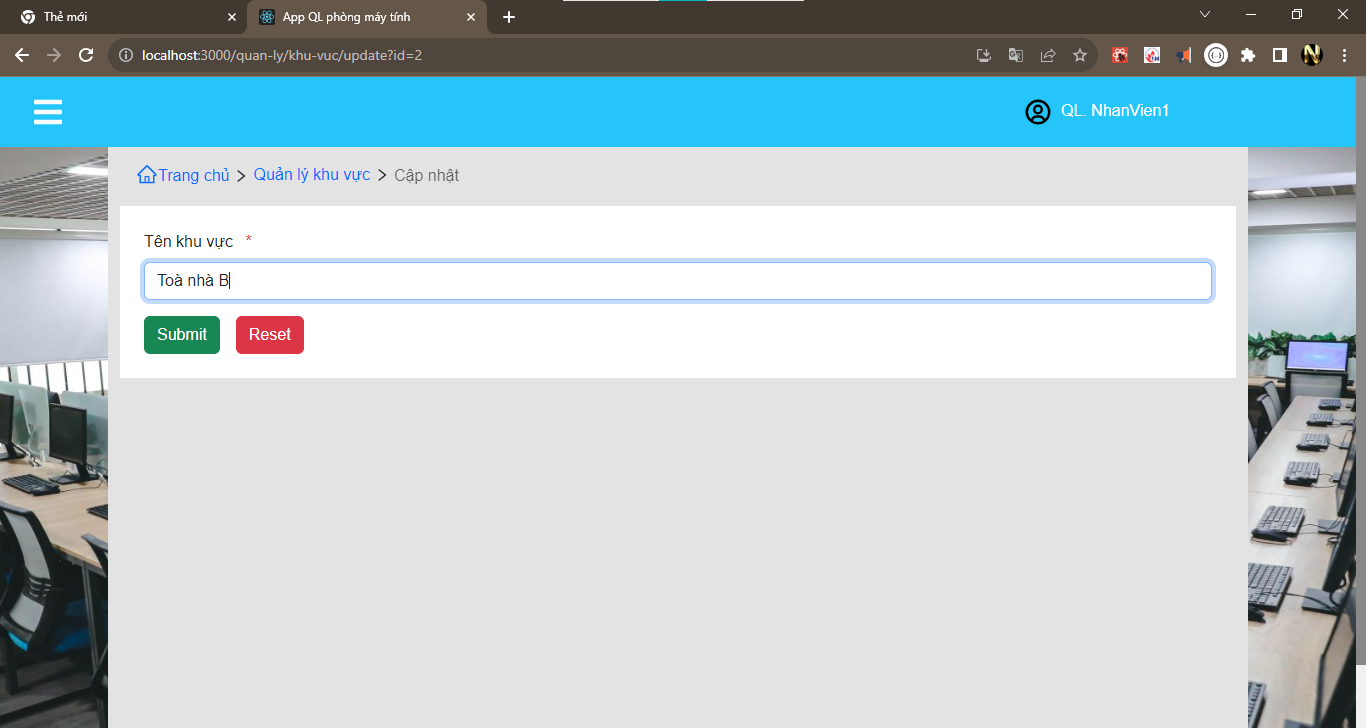 Thẻ mới
App QL phòng máy tính
localhost:3000/quan-ly/khu-vuc/update?id=2
QL. NhanVien1
Trang chủ > Quản lý khu vực > Cập nhật
Tên khu vực *
Toà nhà B
Submit Reset